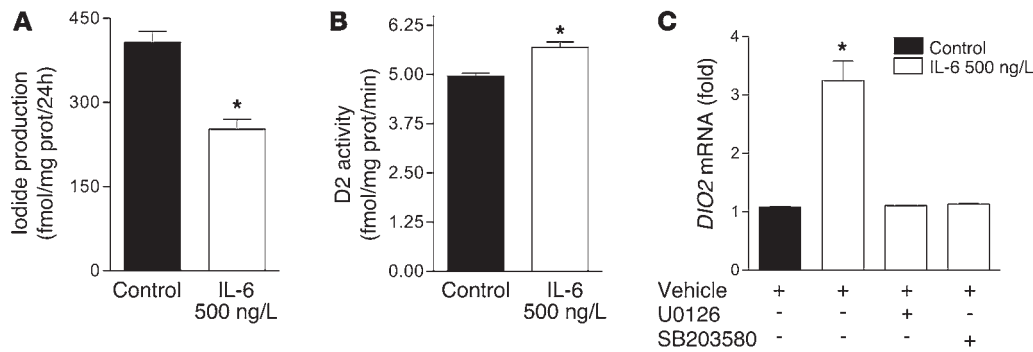 A
Iodide production
(fmol/mg prot/24h)
450
300
150
0
*
Control
IL-6
500 ng/L
B
D2 activity
(fmol/mg prot/min)
6.25
5.00
3.75
2.50
1.25
0.00
*
Control
IL-6
500 ng/L
C
DIO2 mRNA (fold)
4
3
2
1
0
*
Control
IL-6 500 ng/L
Vehicle + + + +
U0126 - - + -
SB203580 - - - +